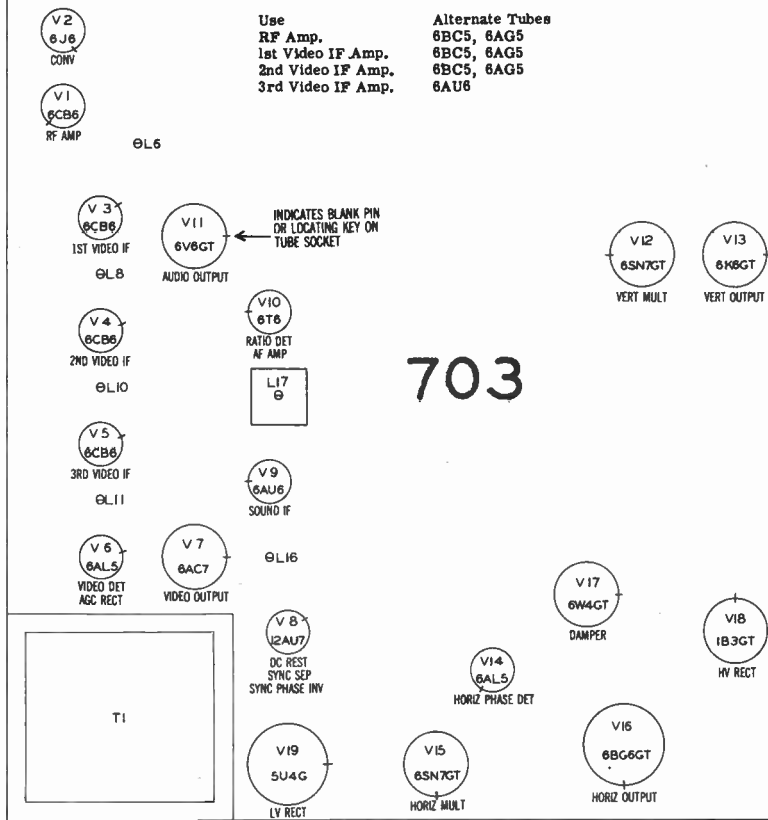 Use Alternate Tubes
RF Amp. 6BC5, 6AG5
1st Video IF Amp. 6BC5, 6AG5
2nd Video IF Amp. 6BC5, 6AG5
3rd Video IF Amp. 6AU6
V2
6J6
CONV
V1
6CB6
RF AMP
ΘL6
V3
6CB6
1ST VIDEO IF
V11
6V6GT
AUDIO OUTPUT
INDICATES BLANK PIN
OR LOCATING KEY ON
TUBE SOCKET
V12
6SN7GT
VERT MULT
V13
6K6GT
VERT OUTPUT
ΘL8
V4
6CB6
2ND VIDEO IF
V10
6T6
RATIO DET
AF AMP
ΘL10
L17
Θ
703
V5
6CB6
3RD VIDEO IF
V9
6AU6
SOUND IF
ΘL11
V6
6AL5
VIDEO DET
AGC RECT
V7
6AC7
VIDEO OUTPUT
ΘL16
V17
6W4GT
DAMPER
V18
1B3GT
HV RECT
V8
12AU7
DC REST
SYNC SEP
SYNC PHASE INV
V14
6AL5
HORIZ PHASE DET
T1
V19
5U4G
LV RECT
V15
6SN7GT
HORIZ MULT
V16
6BG6GT
HORIZ OUTPUT